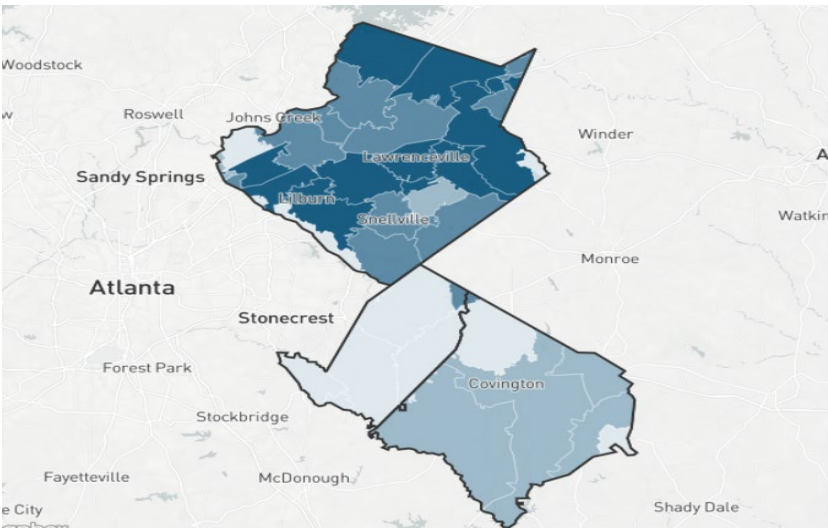 Woodstock
Roswell
Johns Creek
Winder
Lawrenceville
Sandy Springs
Lilburn
Snellville
Watkin
Monroe
Atlanta
Stonecrest
Forest Park
Covington
Stockbridge
Fayetteville
McDonough
Shady Dale
e City